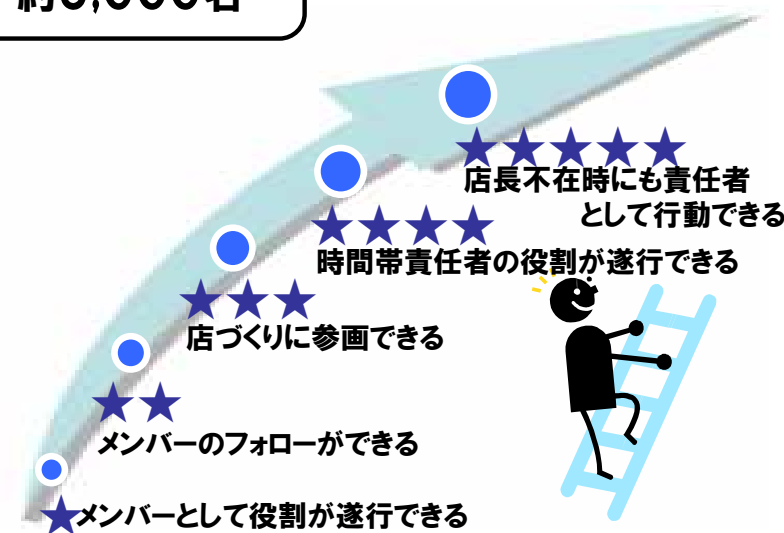 ★★★★★
店長不在時にも責任者
として行動できる
★★★★
時間帯責任者の役割が遂行できる
★★★
店づくりに参画できる
★★
メンバーのフォローができる
★メンバーとして役割が遂行できる